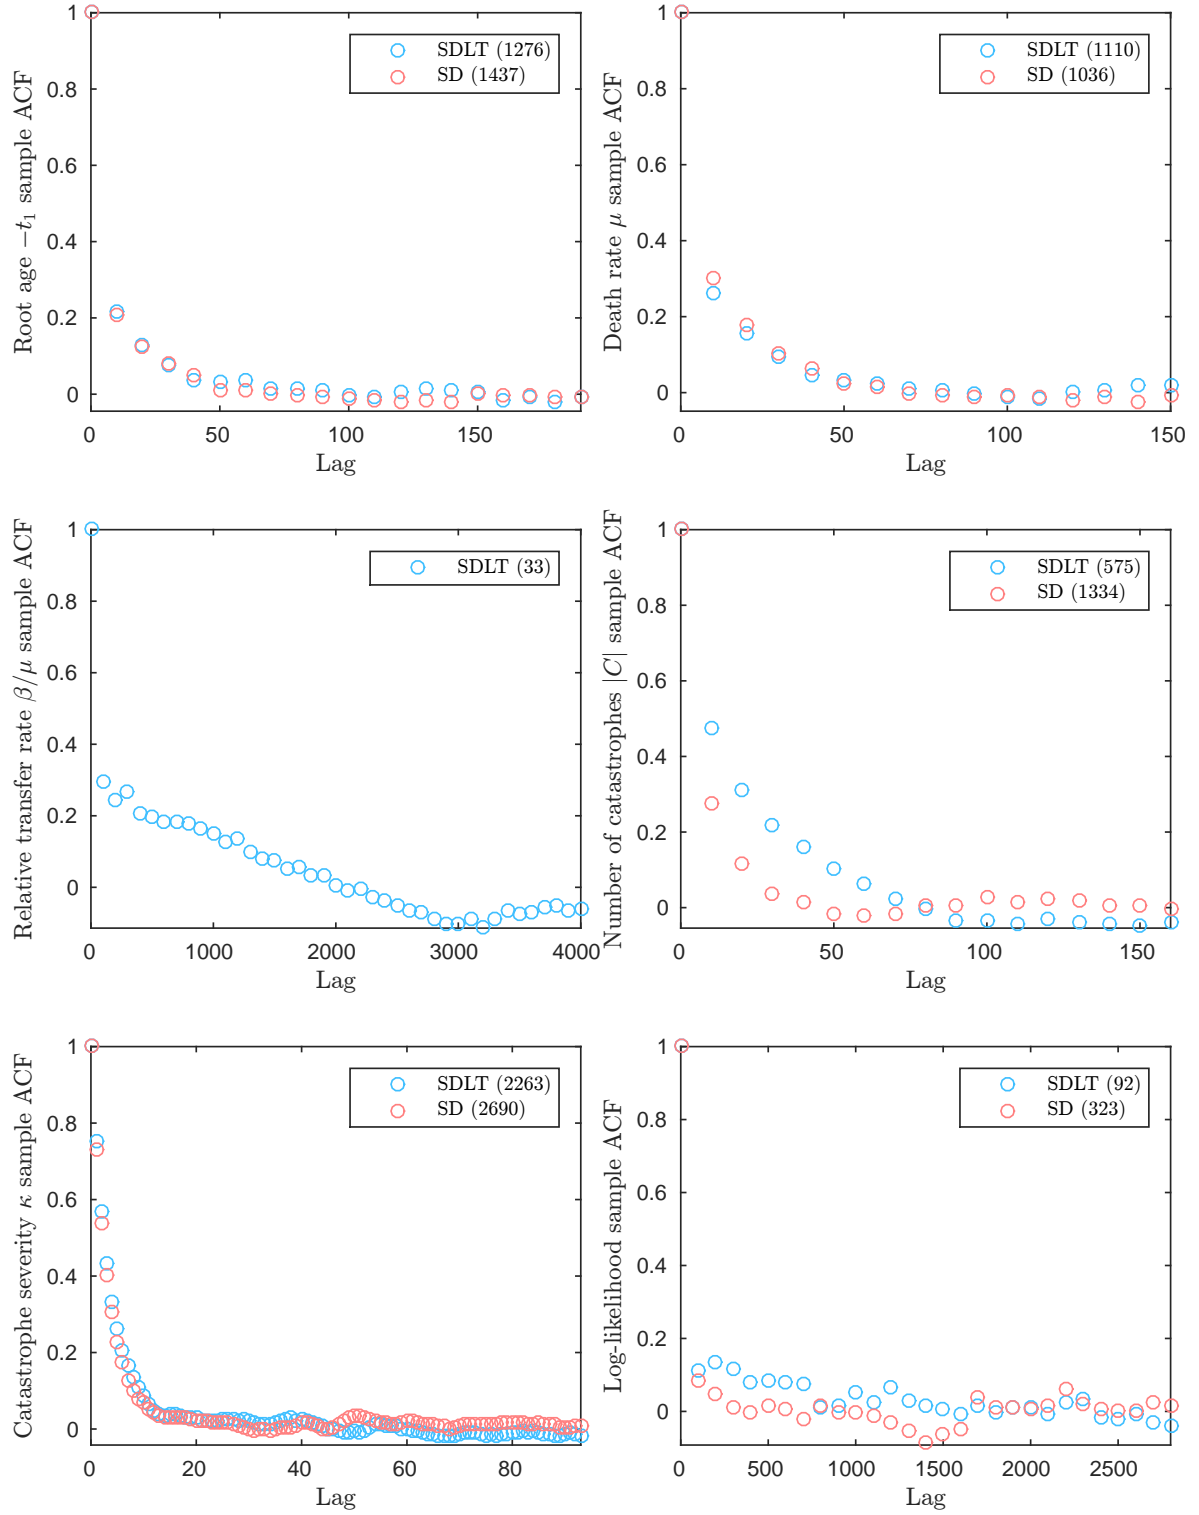 Root age −t₁ sample ACF
1
0.8
0.6
0.4
0.2
0
SDLT (1276)
SD (1437)
0 50 100 150
Lag
Death rate μ sample ACF
1
0.8
0.6
0.4
0.2
0
SDLT (1110)
SD (1036)
0 50 100 150
Lag
Relative transfer rate β/μ sample ACF
1
0.8
0.6
0.4
0.2
0
SDLT (33)
0 1000 2000 3000 4000
Lag
Number of catastrophes |C| sample ACF
1
0.8
0.6
0.4
0.2
0
SDLT (575)
SD (1334)
0 50 100 150
Lag
Catastrophe severity κ sample ACF
1
0.8
0.6
0.4
0.2
0
SDLT (2263)
SD (2690)
0 20 40 60 80
Lag
Log-likelihood sample ACF
1
0.8
0.6
0.4
0.2
0
SDLT (92)
SD (323)
0 500 1000 1500 2000 2500
Lag